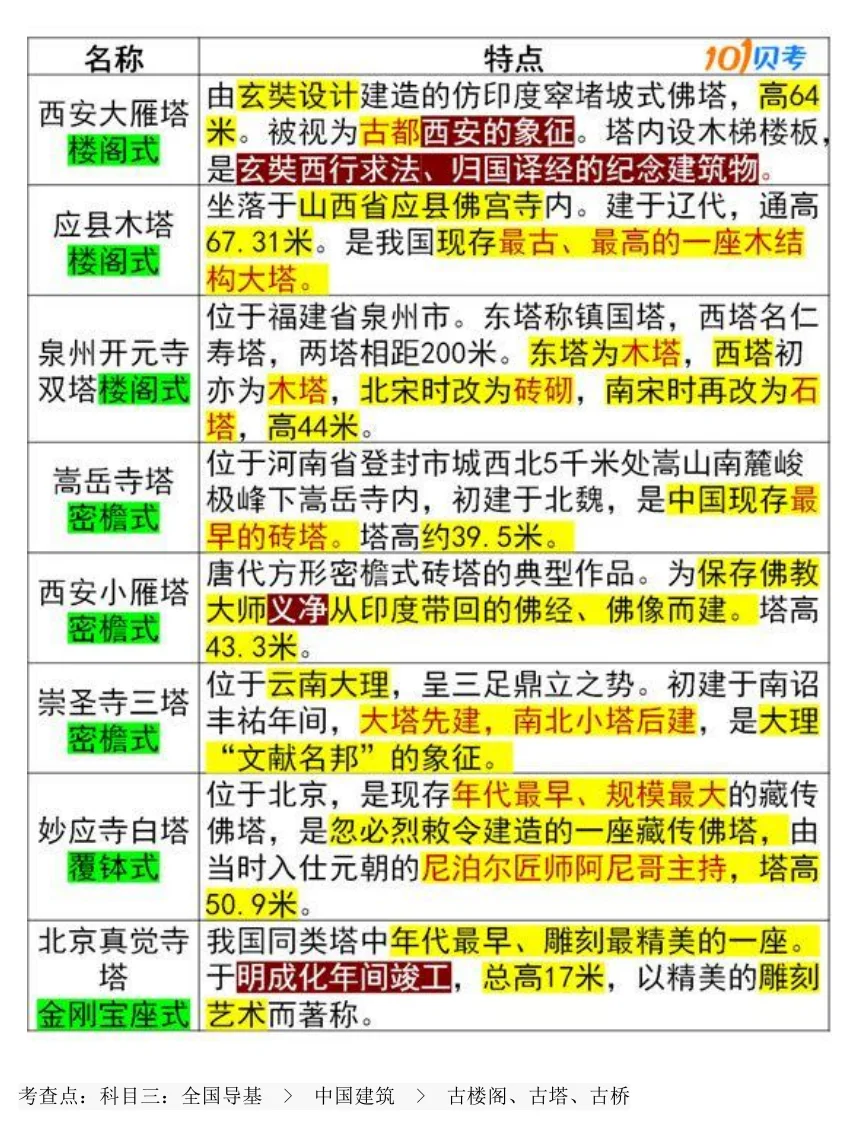 名称
特点
101贝考
西安大雁塔
楼阁式
由玄奘设计建造的仿印度窣堵坡式佛塔，高64
米。被视为古都西安的象征。塔内设木梯楼板，
是玄奘西行求法、归国译经的纪念建筑物。
应县木塔
楼阁式
坐落于山西省应县佛宫寺内。建于辽代，通高
67.31米。是我国现存最古、最高的一座木结
构大塔。
泉州开元寺
双塔楼阁式
位于福建省泉州市。东塔称镇国塔，西塔名仁
寿塔，两塔相距200米。东塔为木塔，西塔初
亦为木塔，北宋时改为砖砌，南宋时再改为石
塔，高44米。
嵩岳寺塔
密檐式
位于河南省登封市城西北5千米处嵩山南麓峻
极峰下嵩岳寺内，初建于北魏，是中国现存最
早的砖塔。塔高约39.5米。
西安小雁塔
密檐式
唐代方形密檐式砖塔的典型作品。为保存佛教
大师义净从印度带回的佛经、佛像而建。塔高
43.3米。
崇圣寺三塔
密檐式
位于云南大理，呈三足鼎立之势。初建于南诏
丰祐年间，大塔先建，南北小塔后建，是大理
“文献名邦”的象征。
妙应寺白塔
覆钵式
位于北京，是现存年代最早、规模最大的藏传
佛塔，是忽必烈敕令建造的一座藏传佛塔，由
当时入仕元朝的尼泊尔匠师阿尼哥主持，塔高
50.9米。
北京真觉寺
塔
金刚宝座式
我国同类塔中年代最早、雕刻最精美的一座。
于明成化年间竣工，总高17米，以精美的雕刻
艺术而著称。
考查点：科目三：全国导基 > 中国建筑 > 古楼阁、古塔、古桥